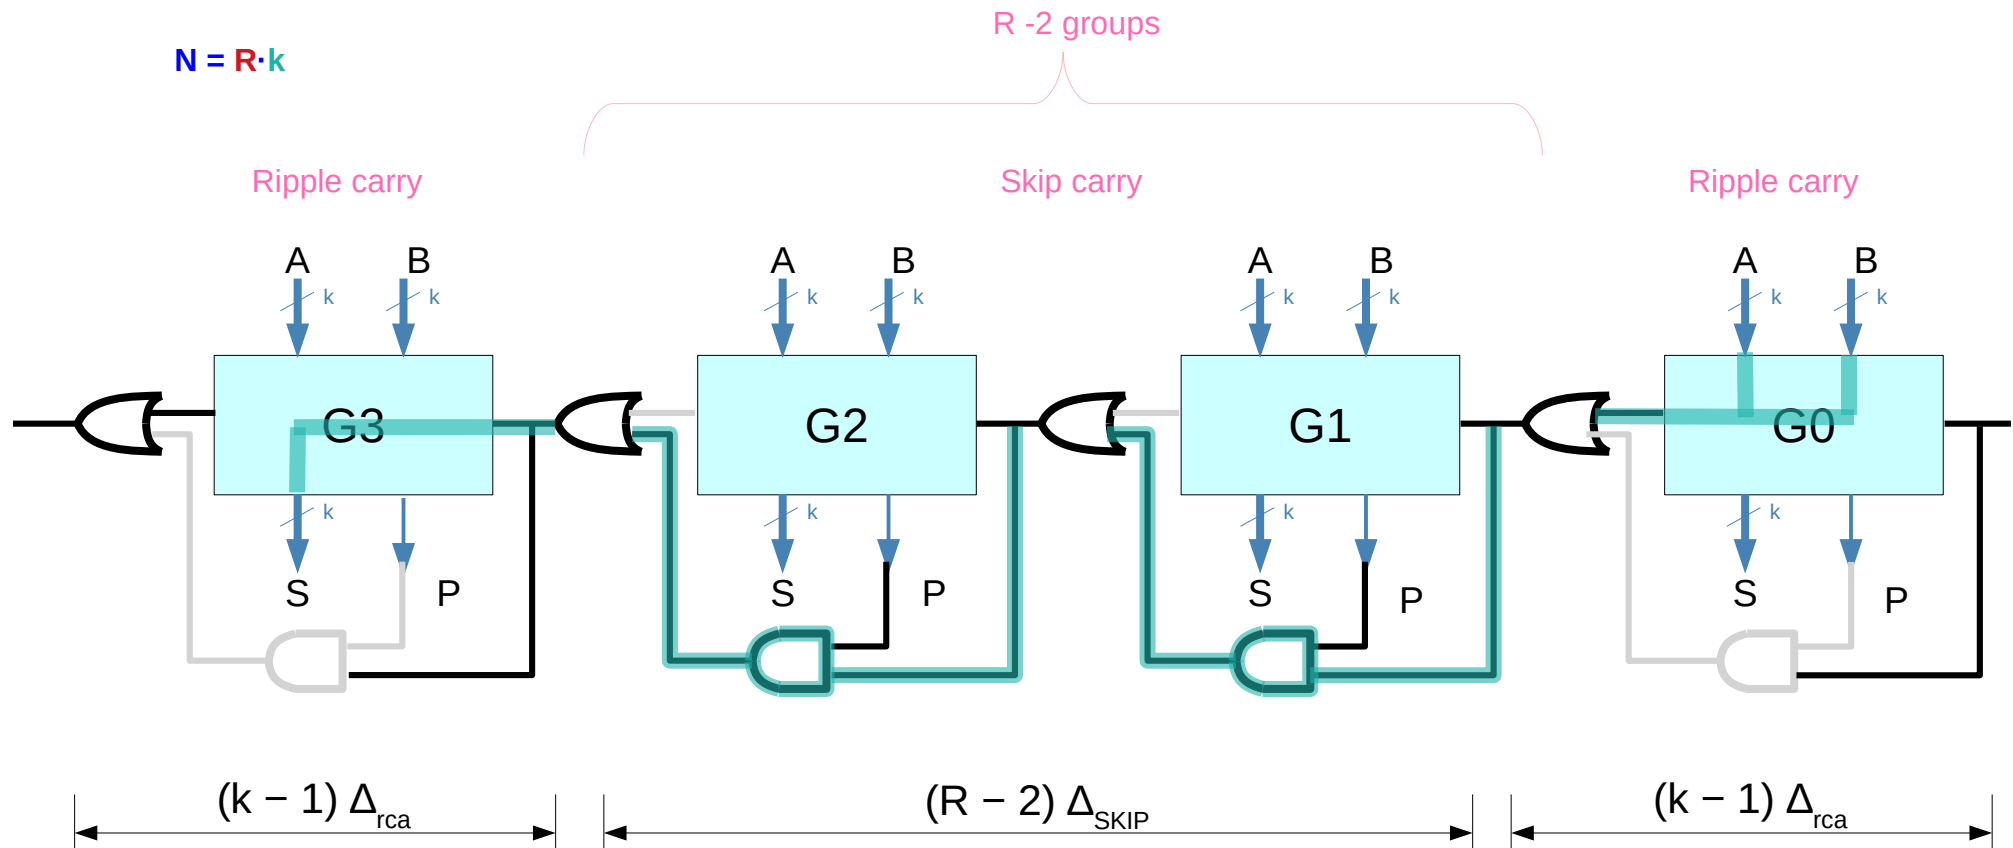 R -2 groups
N = R·k
Ripple carry
Skip carry
Ripple carry
A B A B A B A B
k k k k k k k k
G3 G2 G1 G0
k k k k
S P S P S P S P
(k − 1) Δrca
(R − 2) ΔSKIP
(k − 1) Δrca